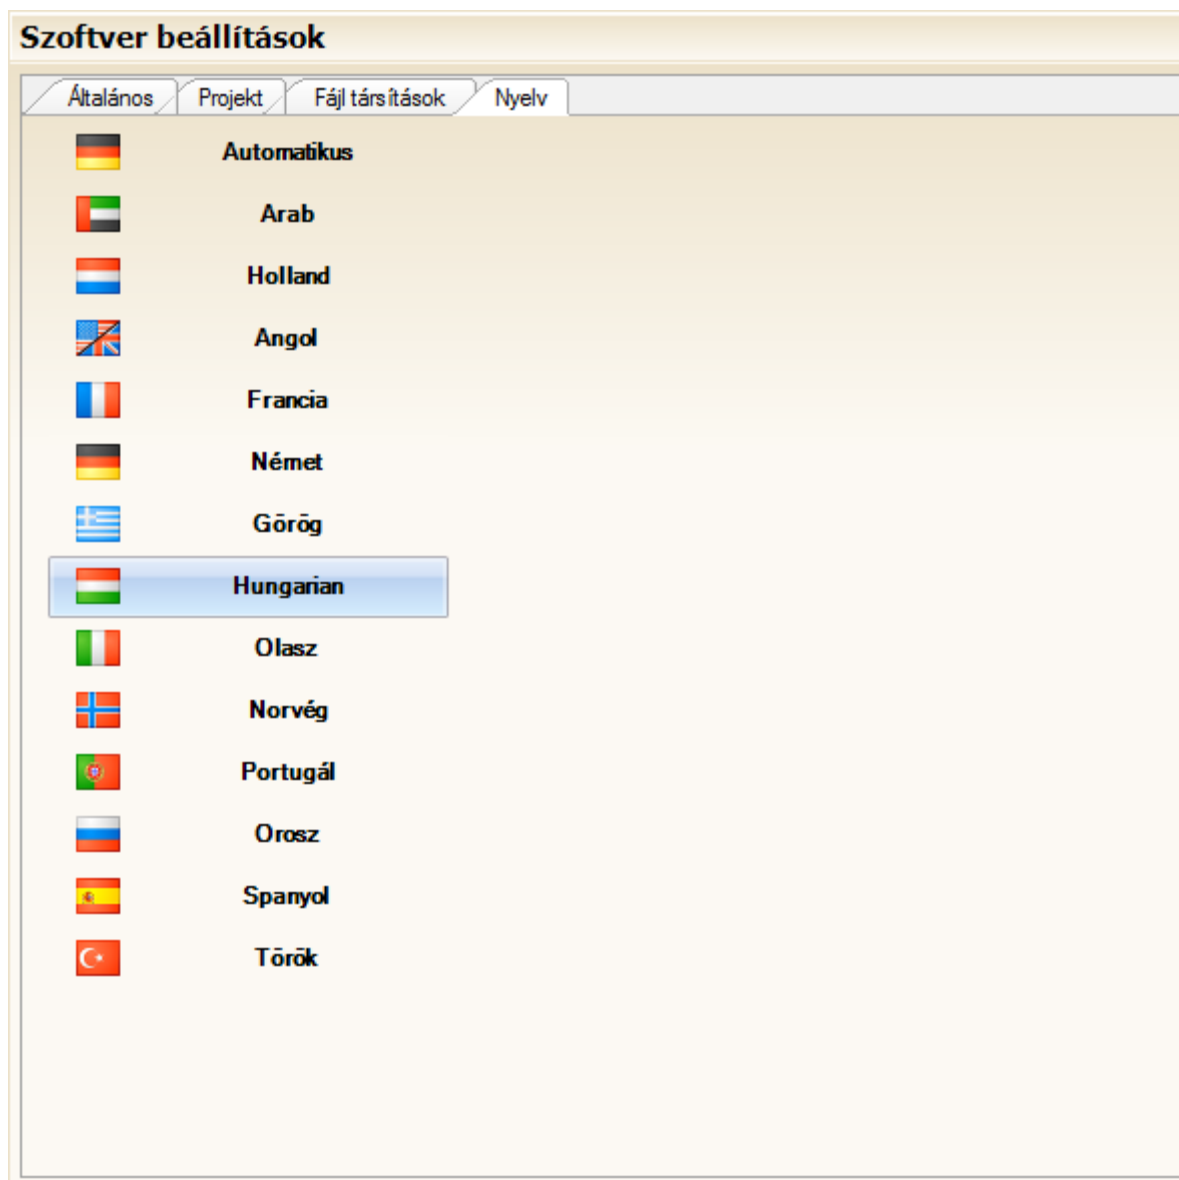 Szoftver beállítások
Általános Projekt Fájl társítások Nyelv
Automatikus
Arab
Holland
Angol
Francia
Német
Görög
Hungarian
Olasz
Norvég
Portugál
Orosz
Spanyol
Török